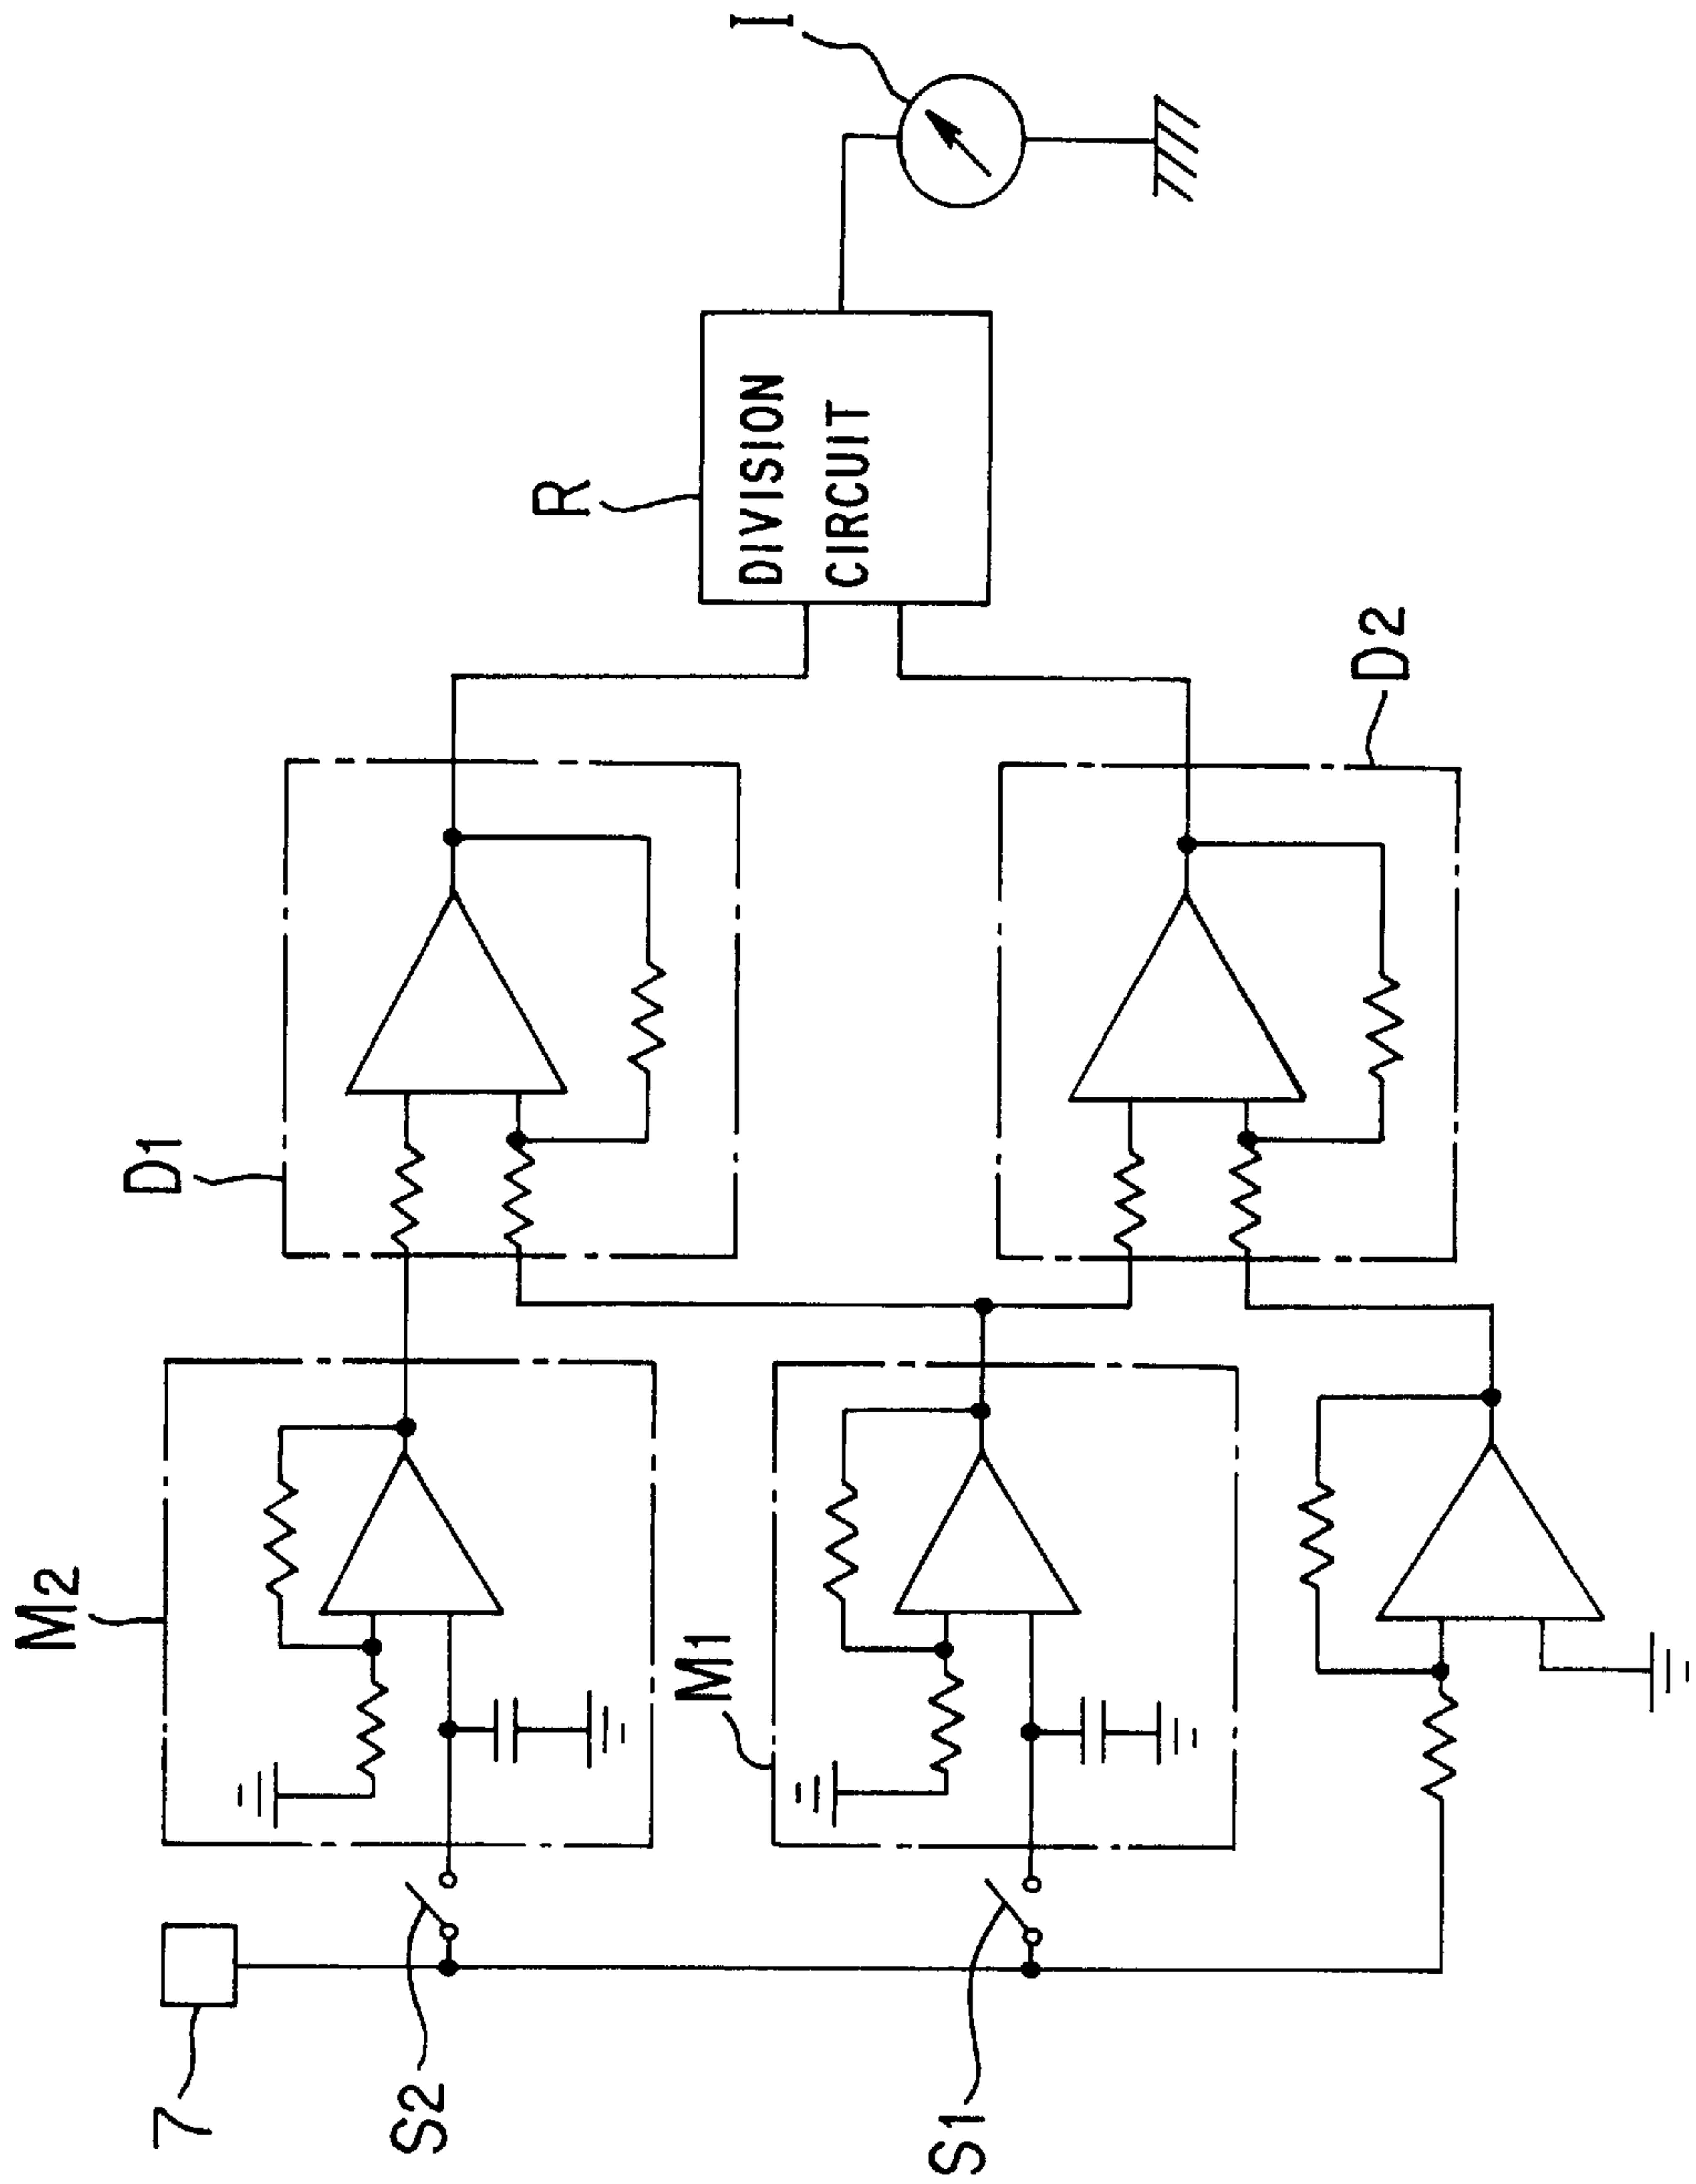 7
S2
S1
M2
M1
D1
D2
R
DIVISION
CIRCUIT
I